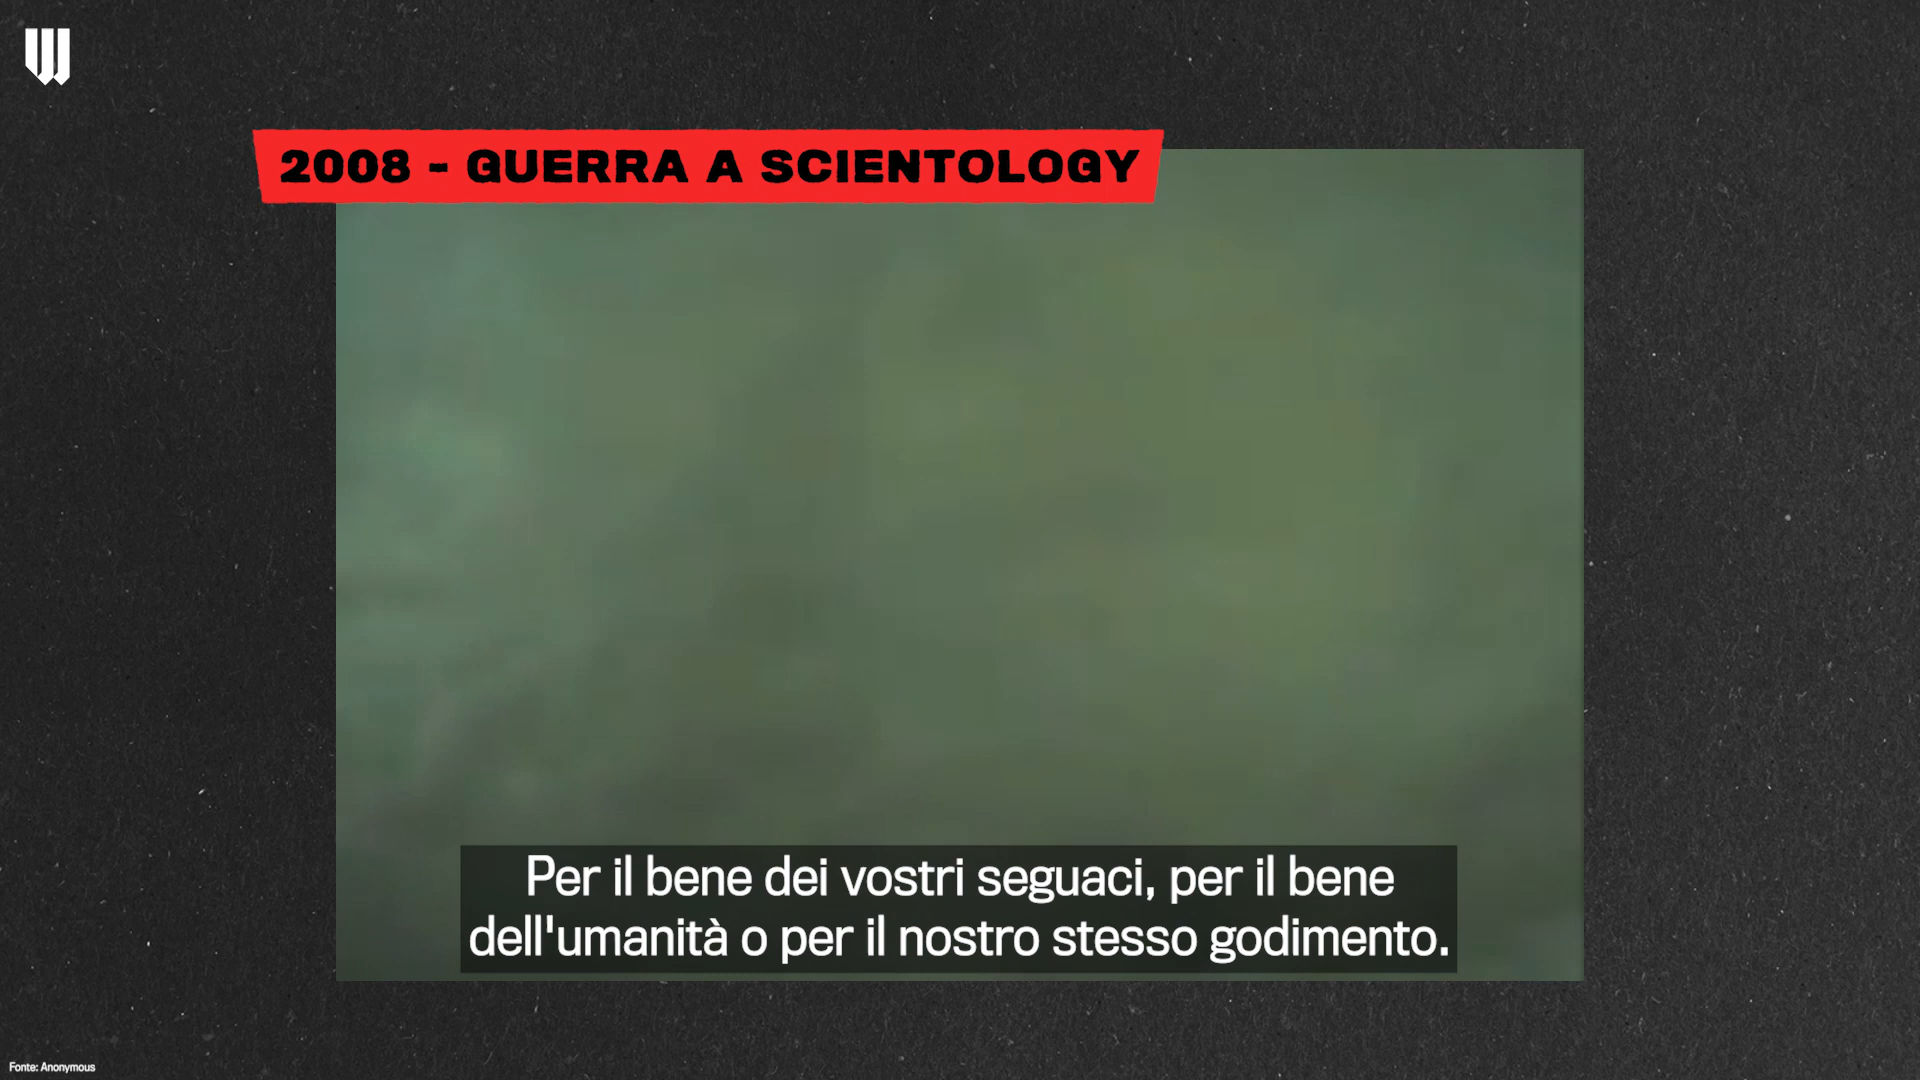 2008 - GUERRA A SCIENTOLOGY
Per il bene dei vostri seguaci, per il bene
dell'umanità o per il nostro stesso godimento.
Fonte: Anonymous